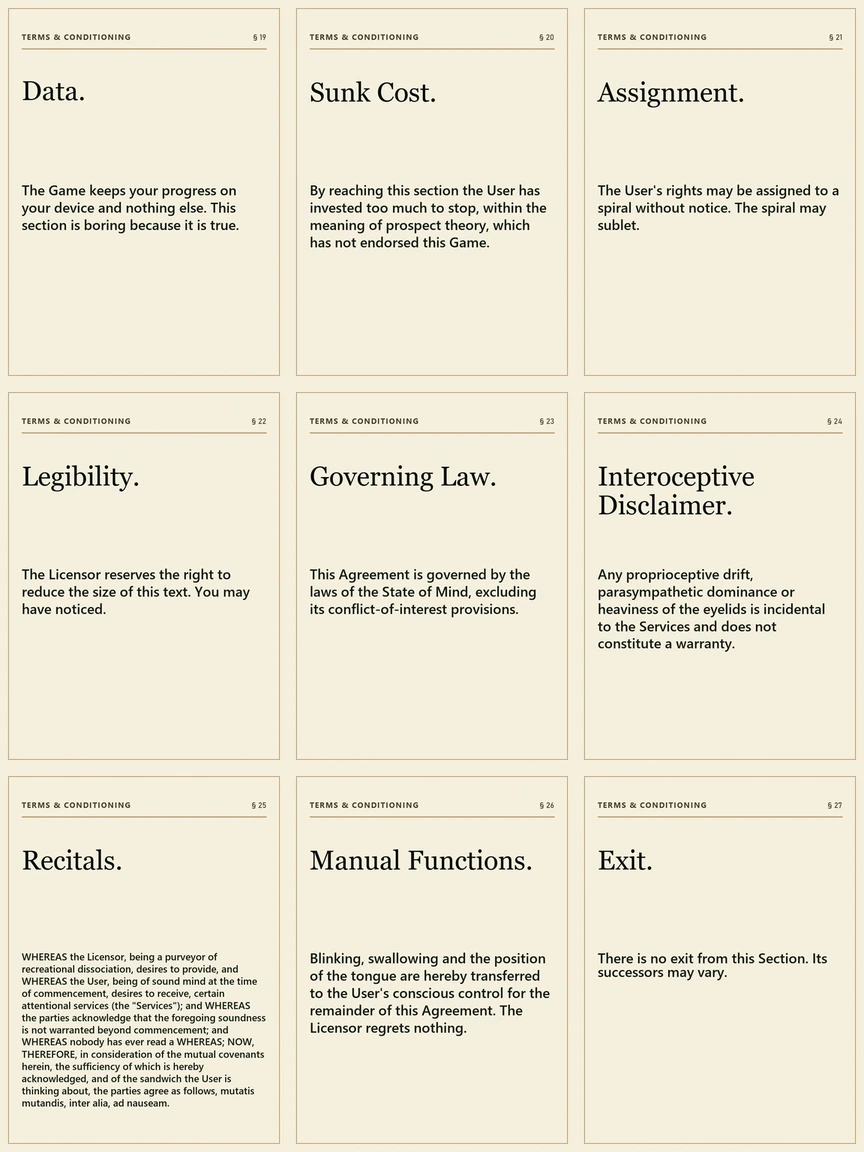 TERMS & CONDITIONING
§ 19
Data.
The Game keeps your progress on
your device and nothing else. This
section is boring because it is true.
TERMS & CONDITIONING
§ 20
Sunk Cost.
By reaching this section the User has
invested too much to stop, within the
meaning of prospect theory, which
has not endorsed this Game.
TERMS & CONDITIONING
§ 21
Assignment.
The User's rights may be assigned to a
spiral without notice. The spiral may
sublet.
TERMS & CONDITIONING
§ 22
Legibility.
The Licensor reserves the right to
reduce the size of this text. You may
have noticed.
TERMS & CONDITIONING
§ 23
Governing Law.
This Agreement is governed by the
laws of the State of Mind, excluding
its conflict-of-interest provisions.
TERMS & CONDITIONING
§ 24
Interoceptive
Disclaimer.
Any proprioceptive drift,
parasympathetic dominance or
heaviness of the eyelids is incidental
to the Services and does not
constitute a warranty.
TERMS & CONDITIONING
§ 25
Recitals.
WHEREAS the Licensor, being a purveyor of
recreational dissociation, desires to provide, and
WHEREAS the User, being of sound mind at the time
of commencement, desires to receive, certain
attentional services (the "Services"); and WHEREAS
the parties acknowledge that the foregoing soundness
is not warranted beyond commencement; and
WHEREAS nobody has ever read a WHEREAS; NOW,
THEREFORE, in consideration of the mutual covenants
herein, the sufficiency of which is hereby
acknowledged, and of the sandwich the User is
thinking about, the parties agree as follows, mutatis
mutandis, inter alia, ad nauseam.
TERMS & CONDITIONING
§ 26
Manual Functions.
Blinking, swallowing and the position
of the tongue are hereby transferred
to the User's conscious control for the
remainder of this Agreement. The
Licensor regrets nothing.
TERMS & CONDITIONING
§ 27
Exit.
There is no exit from this Section. Its
successors may vary.